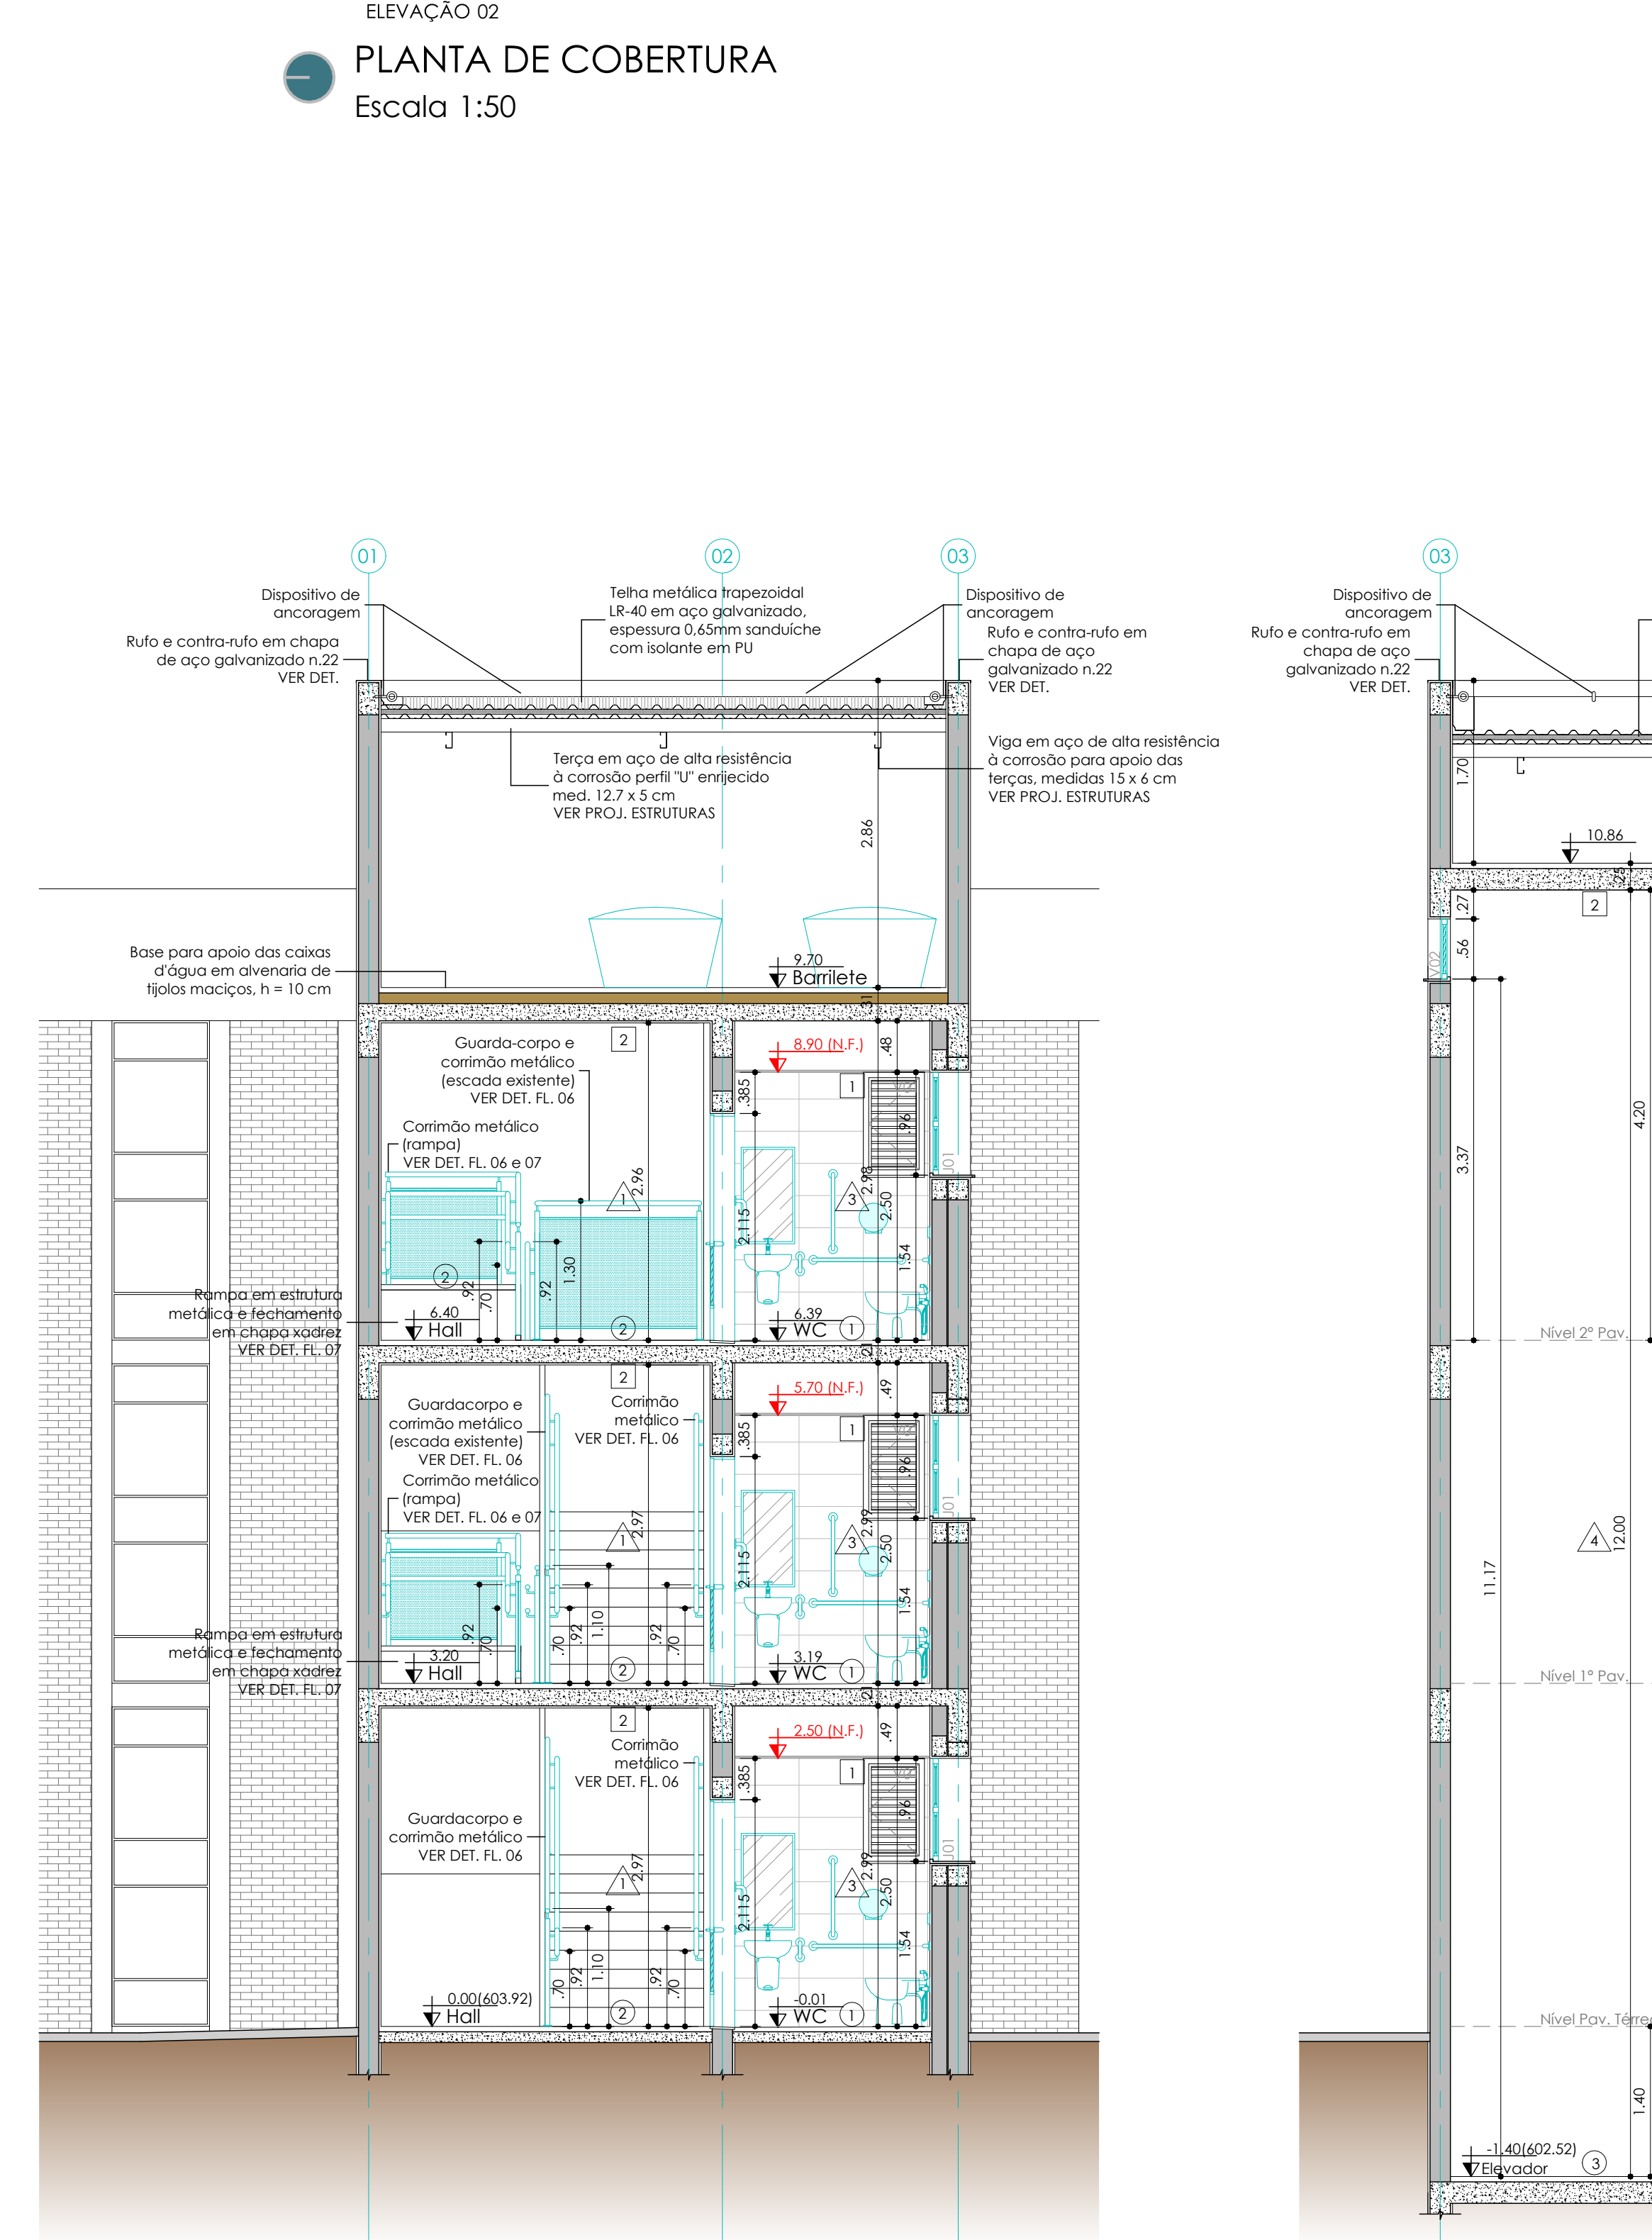 ELEVAÇÃO 02
PLANTA DE COBERTURA
Escala 1:50
01
02
03
03
Dispositivo de
ancoragem
Rufo e contra-rufo em chapa
de aço galvanizado n.22
VER DET.
Telha metálica trapezoidal
LR-40 em aço galvanizado,
espessura 0,65mm sanduíche
com isolante em PU
Dispositivo de
ancoragem
Rufo e contra-rufo em
chapa de aço
galvanizado n.22
VER DET.
Terça em aço de alta resistência
à corrosão perfil "U" enrijecido
med. 12.7 x 5 cm
VER PROJ. ESTRUTURAS
Viga em aço de alta resistência
à corrosão para apoio das
terças, medidas 15 x 6 cm
VER PROJ. ESTRUTURAS
2.86
Base para apoio das caixas
d'água em alvenaria de
tijolos maciços, h = 10 cm
9.70
Barrilete
.31
Guarda-corpo e
corrimão metálico
(escada existente)
VER DET. FL. 06
2
8.90 (N.F.)
.48
.385
1
.96
Corrimão metálico
(rampa)
VER DET. FL. 06 e 07
1
2.96
2.115
3
2.98
2.50
J01
1.54
2
.92
.70
.92
1.30
Rampa em estrutura
metálica e fechamento
em chapa xadrez
VER DET. FL. 07
6.40
Hall
2
6.39
WC
1
.21
Guardacorpo e
corrimão metálico
(escada existente)
VER DET. FL. 06
2
Corrimão
metálico
VER DET. FL. 06
5.70 (N.F.)
.49
.385
1
.96
Corrimão metálico
(rampa)
VER DET. FL. 06 e 07
1
2.97
2.115
3
2.99
2.50
J01
1.54
.92
.70
.70
.92
1.10
.92
.70
Rampa em estrutura
metálica e fechamento
em chapa xadrez
VER DET. FL. 07
3.20
Hall
2
3.19
WC
1
.21
2
Corrimão
metálico
VER DET. FL. 06
2.50 (N.F.)
.49
.385
1
.96
Guardacorpo e
corrimão metálico
VER DET. FL. 06
1
2.97
2.115
3
2.99
2.50
J01
1.54
.70
.92
1.10
.92
.70
0.00(603.92)
Hall
2
-0.01
WC
1
Dispositivo de
ancoragem
Rufo e contra-rufo em
chapa de aço
galvanizado n.22
VER DET.
1.70
10.86
.25
2
.27
.56
V02
4.20
3.37
Nível 2º Pav.
4
12.00
11.17
Nível 1º Pav.
Nível Pav. Térreo
1.40
-1.40(602.52)
Elevador
3